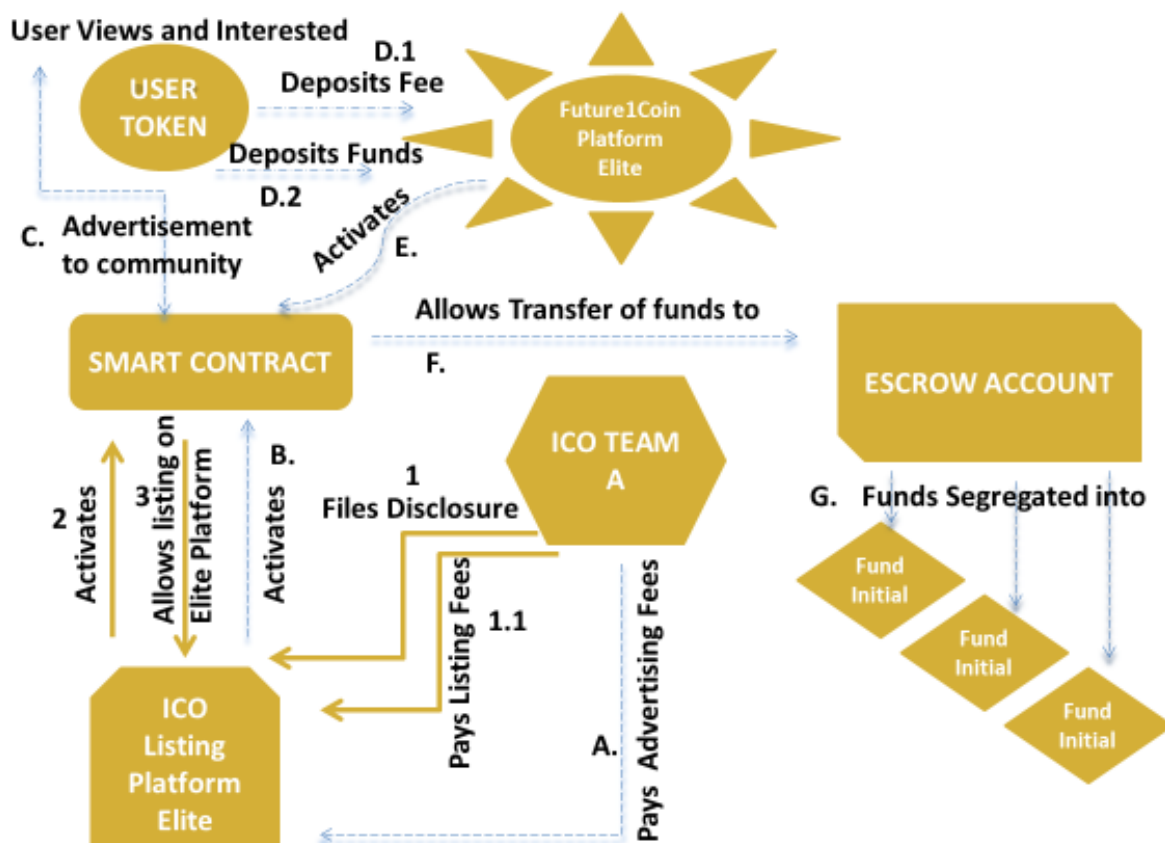 User Views and Interested
USER
TOKEN
D.1
Deposits Fee
Deposits Funds
D.2
Future1Coin
Platform
Elite
C. Advertisement
to community
Activates
E.
SMART CONTRACT
Allows Transfer of funds to
F.
ESCROW ACCOUNT
ICO TEAM
A
2
Activates
3
Allows listing on
Elite Platform
B.
Activates
1
Files Disclosure
1.1
Pays Listing Fees
A.
Pays Advertising Fees
G. Funds Segregated into
Fund
Initial
Fund
Initial
Fund
Initial
ICO
Listing
Platform
Elite